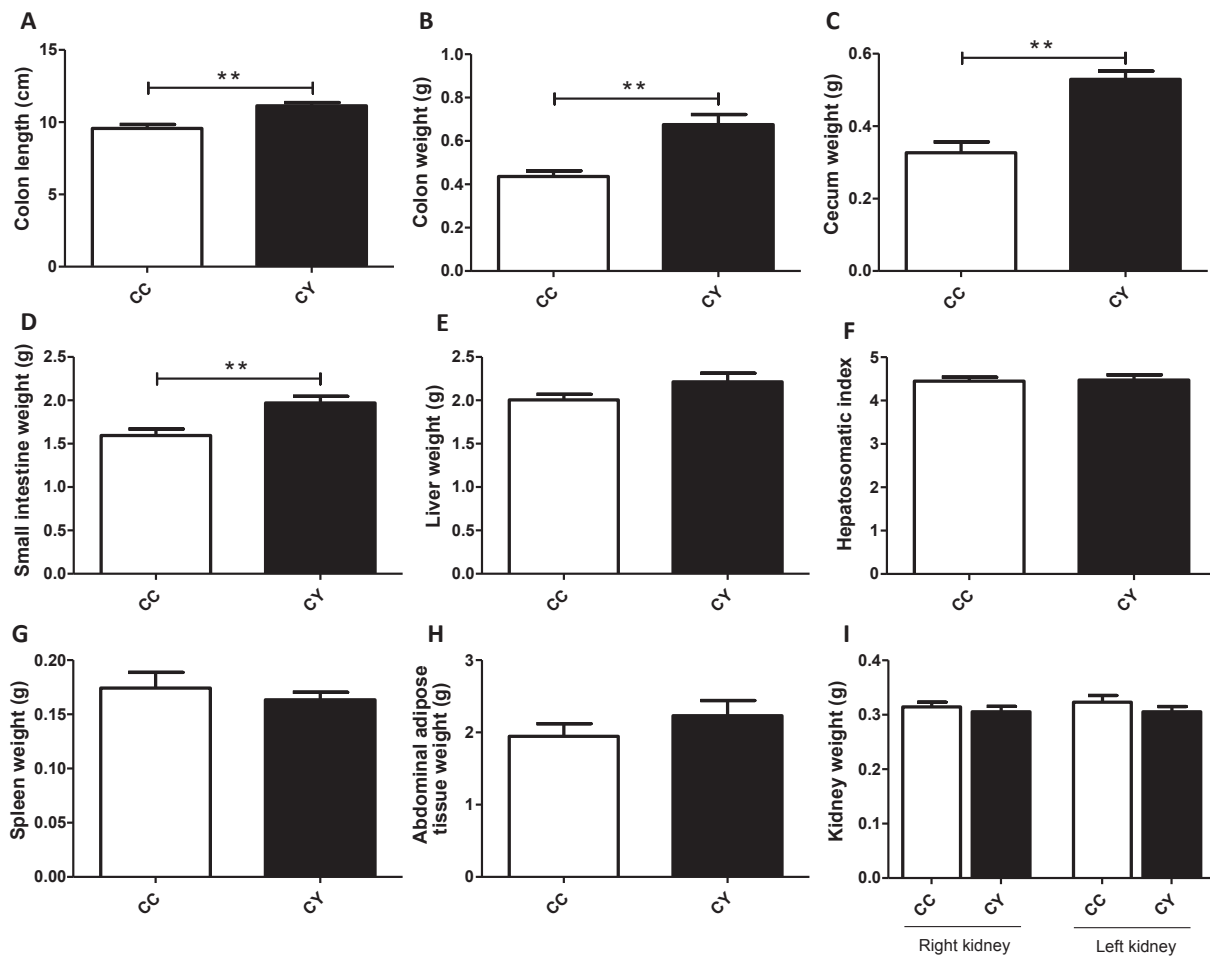 A
Colon length (cm)
15
10
5
0
**
CC
CY
B
Colon weight (g)
1.0
0.8
0.6
0.4
0.2
0.0
**
CC
CY
C
Cecum weight (g)
0.6
0.4
0.2
0.0
**
CC
CY
D
Small intestine weight (g)
2.5
2.0
1.5
1.0
0.5
0.0
**
CC
CY
E
Liver weight (g)
2.5
2.0
1.5
1.0
0.5
0.0
CC
CY
F
Hepatosomatic index
5
4
3
2
1
0
CC
CY
G
Spleen weight (g)
0.20
0.15
0.10
0.05
0.00
CC
CY
H
Abdominal adipose
tissue weight (g)
3
2
1
0
CC
CY
I
Kidney weight (g)
0.4
0.3
0.2
0.1
0.0
CC
CY
CC
CY
Right kidney
Left kidney